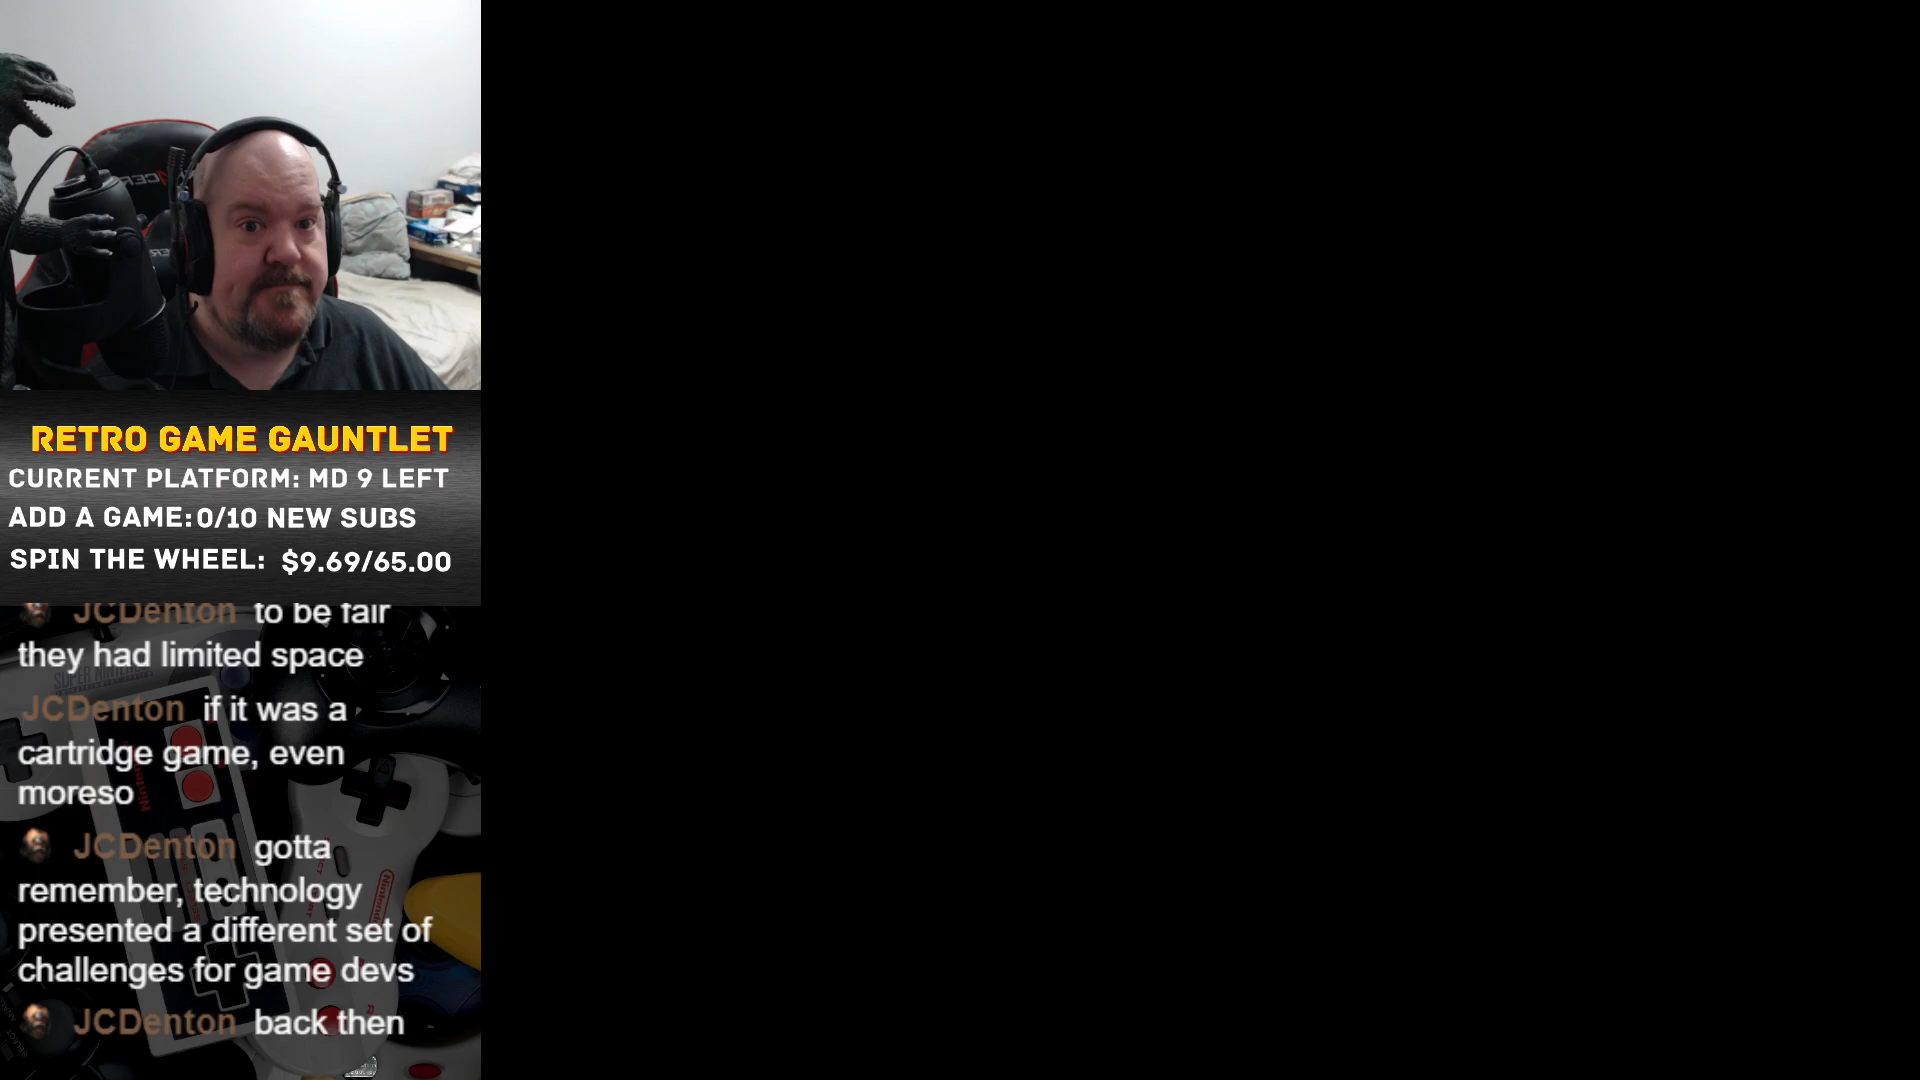 RETRO GAME GAUNTLET
CURRENT PLATFORM: MD 9 LEFT
ADD A GAME: 0/10 NEW SUBS
SPIN THE WHEEL: $9.69/65.00
JCDenton to be fair
they had limited space
JCDenton if it was a
cartridge game, even
moreso
JCDenton gotta
remember, technology
presented a different set of
challenges for game devs
JCDenton back then